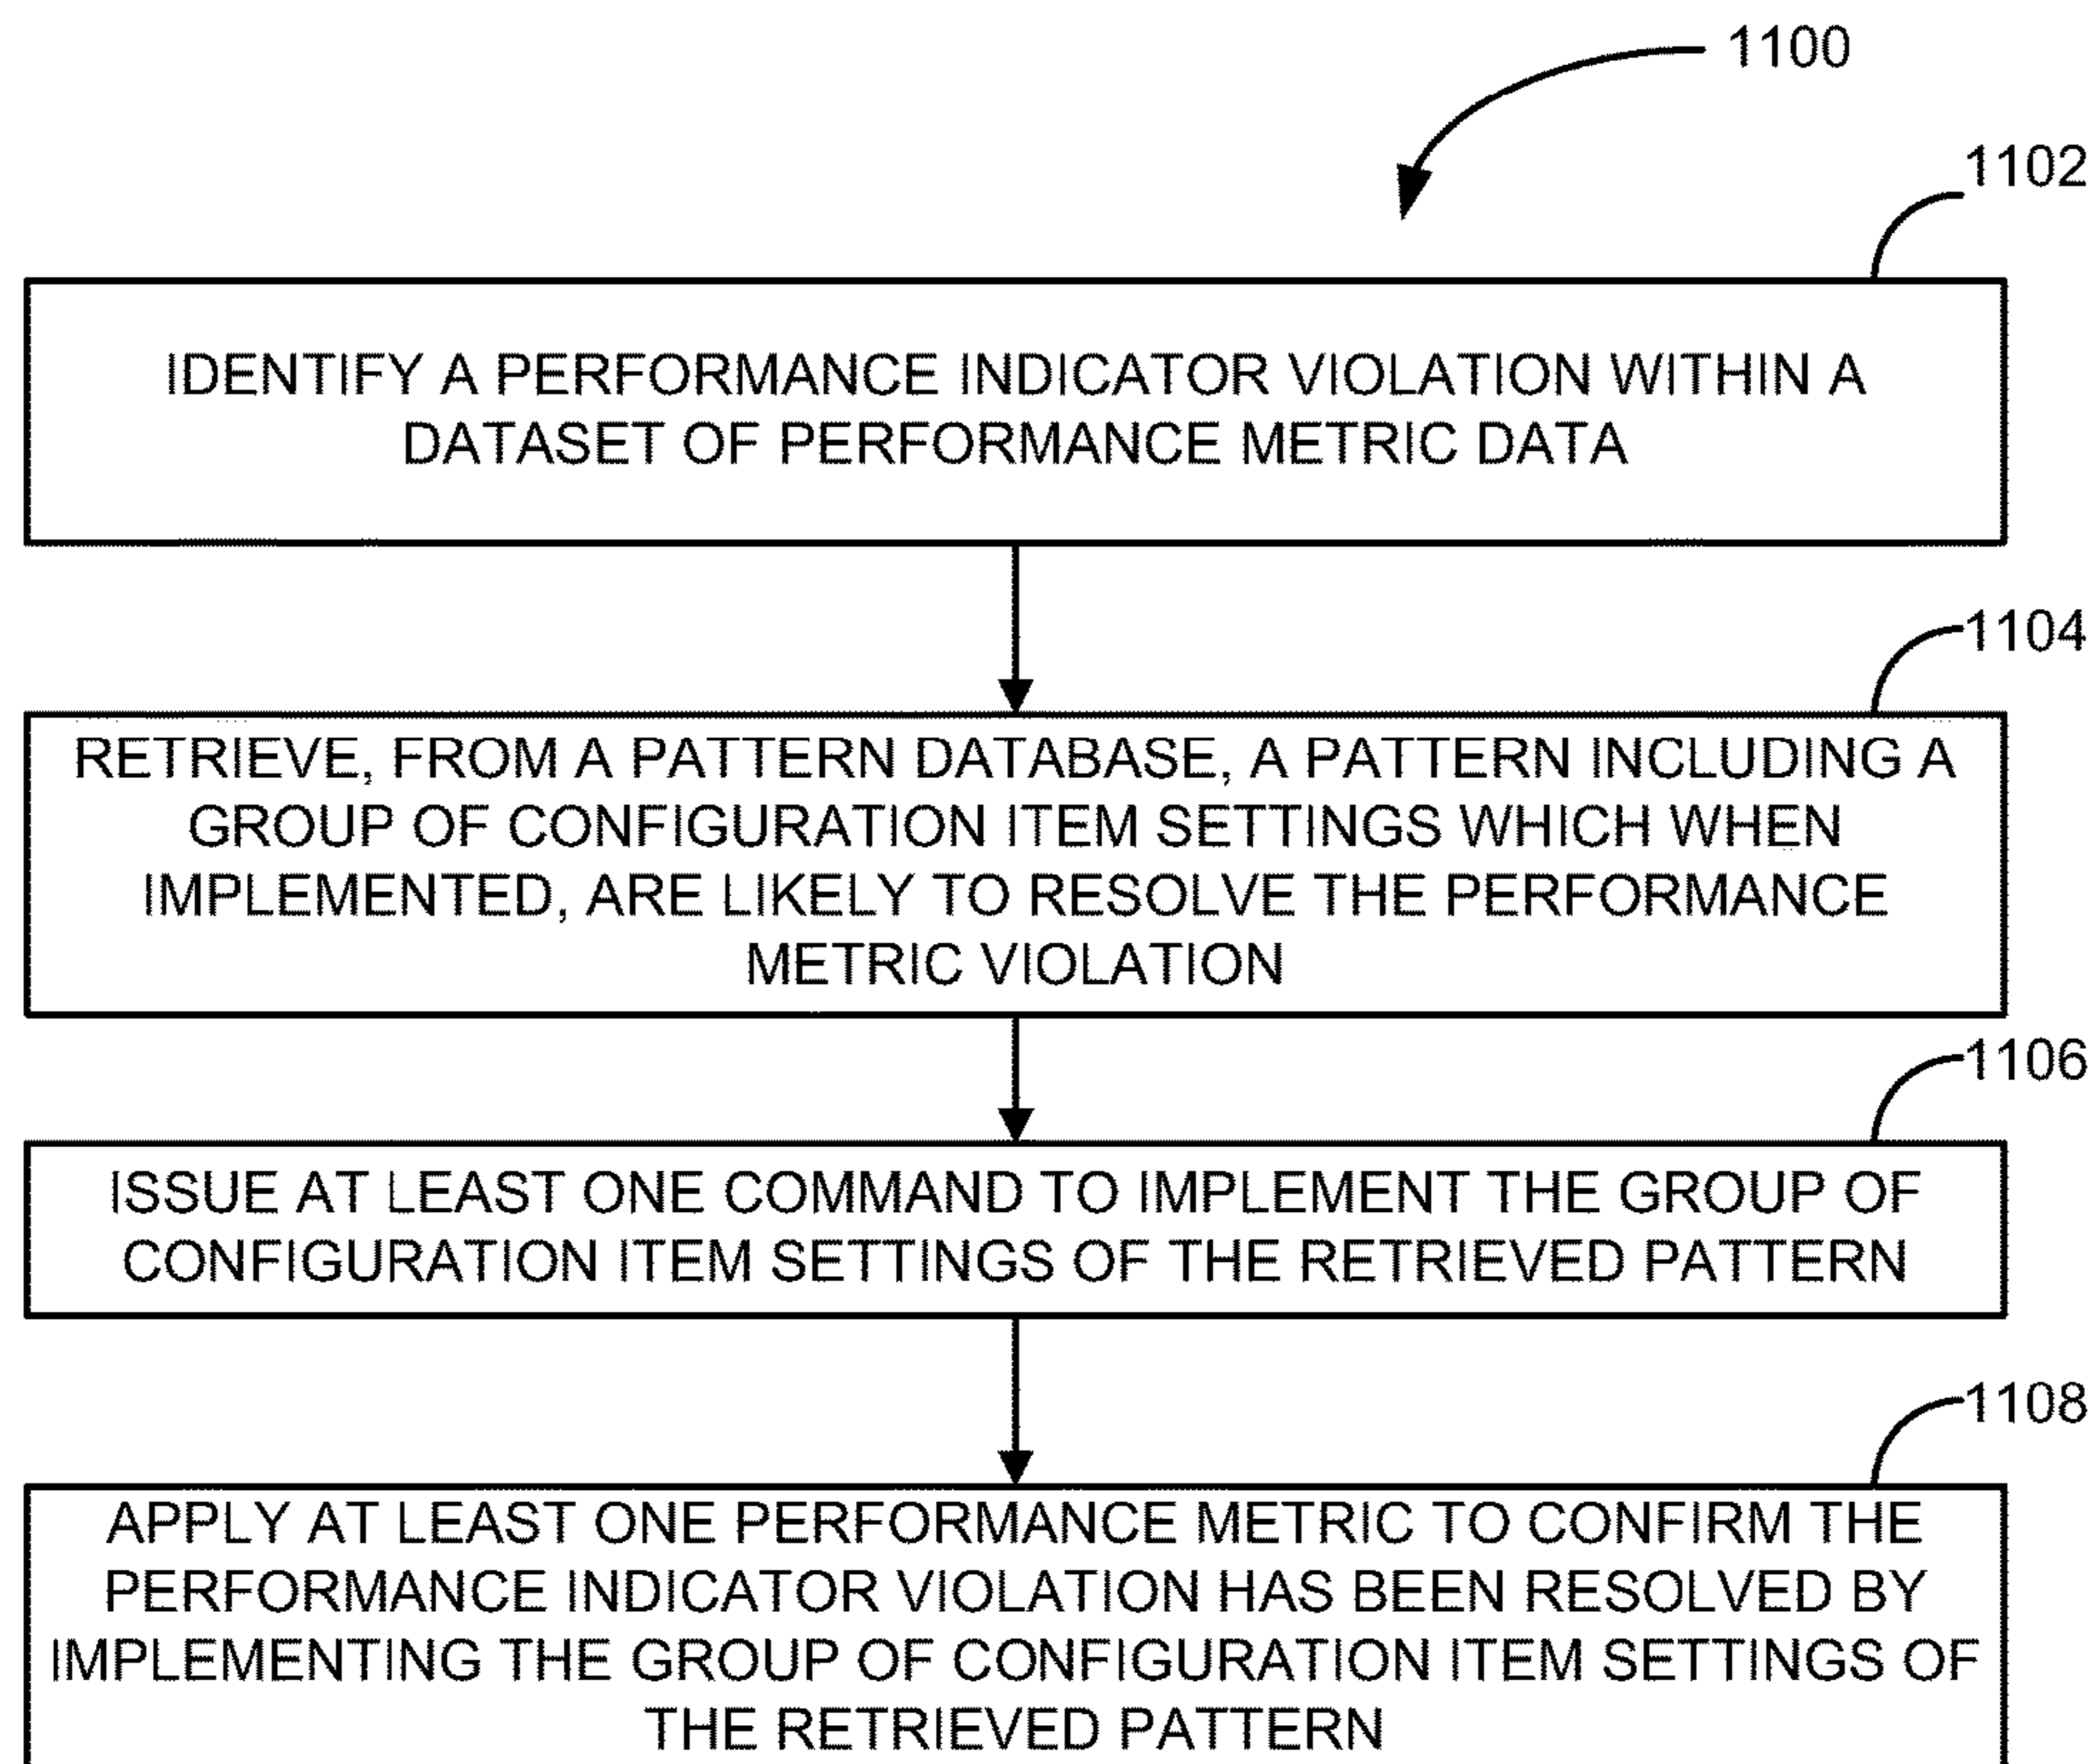 1100
1102
IDENTIFY A PERFORMANCE INDICATOR VIOLATION WITHIN A
DATASET OF PERFORMANCE METRIC DATA
1104
RETRIEVE, FROM A PATTERN DATABASE, A PATTERN INCLUDING A
GROUP OF CONFIGURATION ITEM SETTINGS WHICH WHEN
IMPLEMENTED, ARE LIKELY TO RESOLVE THE PERFORMANCE
METRIC VIOLATION
1106
ISSUE AT LEAST ONE COMMAND TO IMPLEMENT THE GROUP OF
CONFIGURATION ITEM SETTINGS OF THE RETRIEVED PATTERN
1108
APPLY AT LEAST ONE PERFORMANCE METRIC TO CONFIRM THE
PERFORMANCE INDICATOR VIOLATION HAS BEEN RESOLVED BY
IMPLEMENTING THE GROUP OF CONFIGURATION ITEM SETTINGS OF
THE RETRIEVED PATTERN